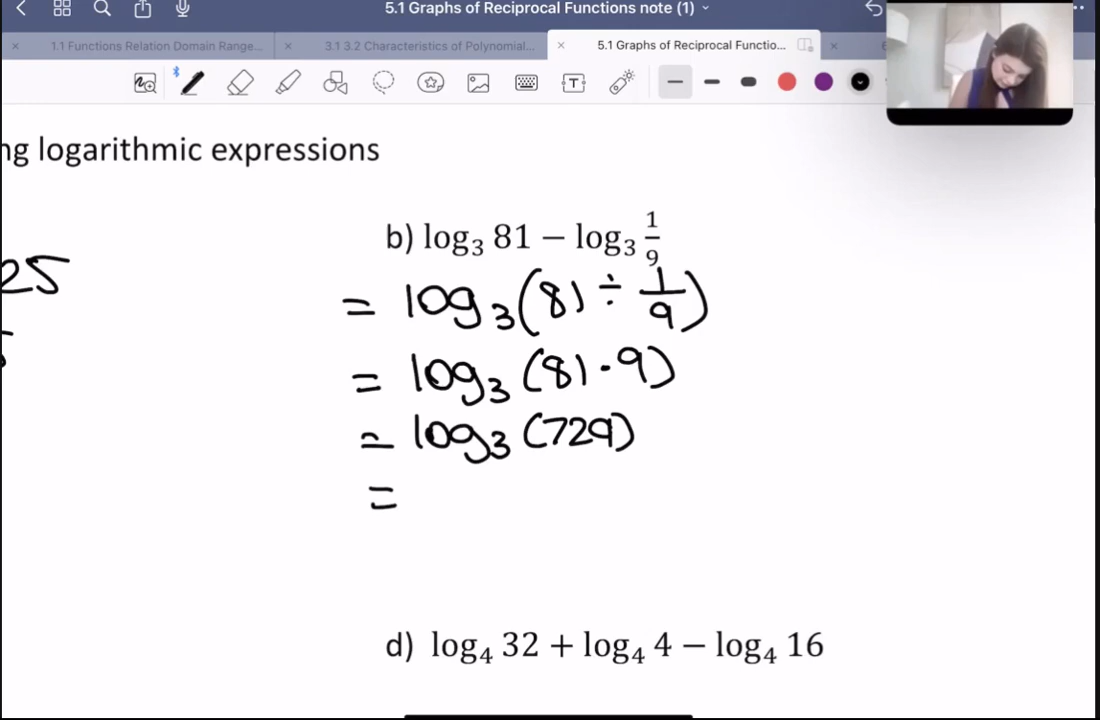 5.1 Graphs of Reciprocal Functions note (1)
1.1 Functions Relation Domain Range...
3.1 3.2 Characteristics of Polynomial...
5.1 Graphs of Reciprocal Functio...
ng logarithmic expressions
b) log₃ 81 − log₃ 1/9
25
= log₃(81 ÷ 1/9)
= log₃(81 · 9)
= log₃(729)
=
d) log₄ 32 + log₄ 4 − log₄ 16